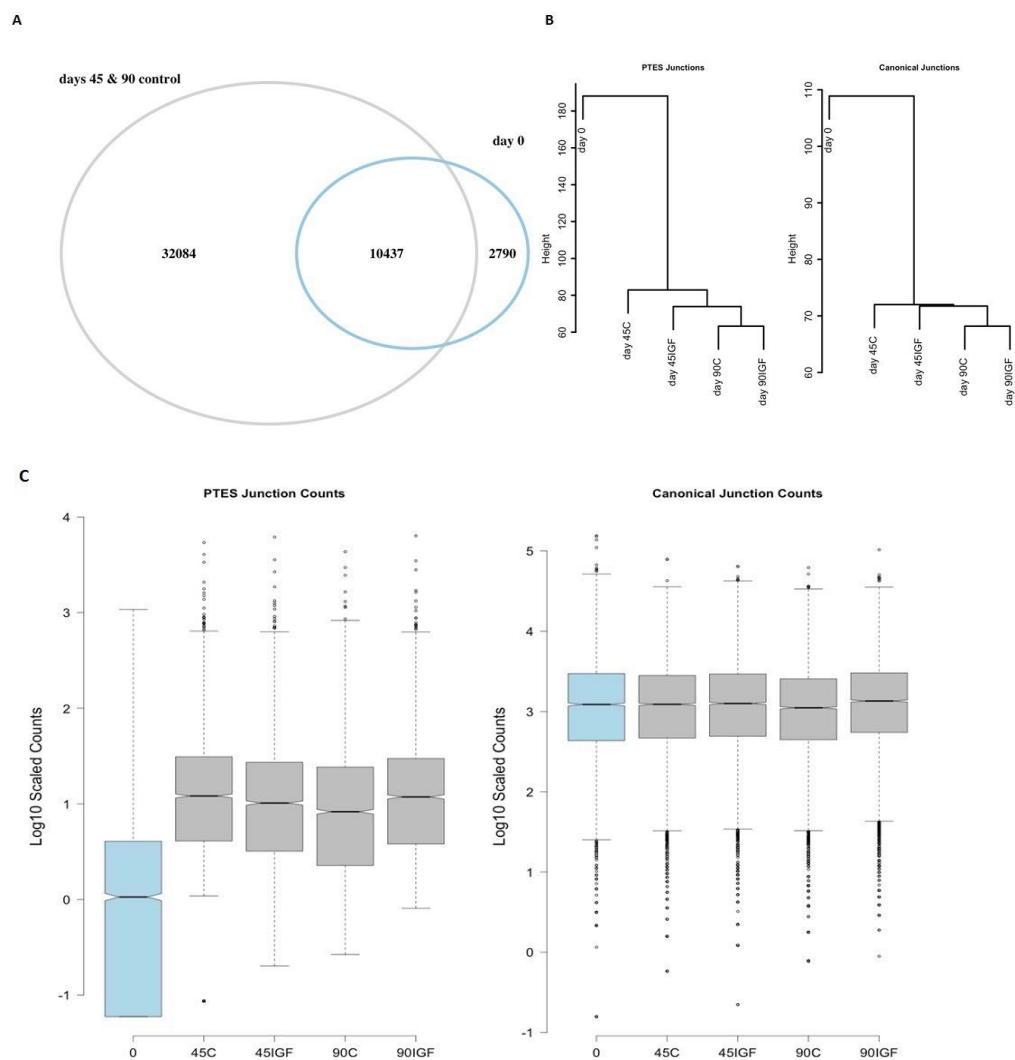 A
days 45 & 90 control
day 0
32084
10437
2790
B
PTES Junctions
Height
180
160
140
120
100
80
60
day 0
day 45C
day 45IGF
day 90C
day 90IGF
Canonical Junctions
Height
110
100
90
80
70
60
day 0
day 45C
day 45IGF
day 90C
day 90IGF
C
PTES Junction Counts
Log10 Scaled Counts
4
3
2
1
0
-1
0
45C
45IGF
90C
90IGF
Canonical Junction Counts
Log10 Scaled Counts
5
4
3
2
1
0
-1
0
45C
45IGF
90C
90IGF